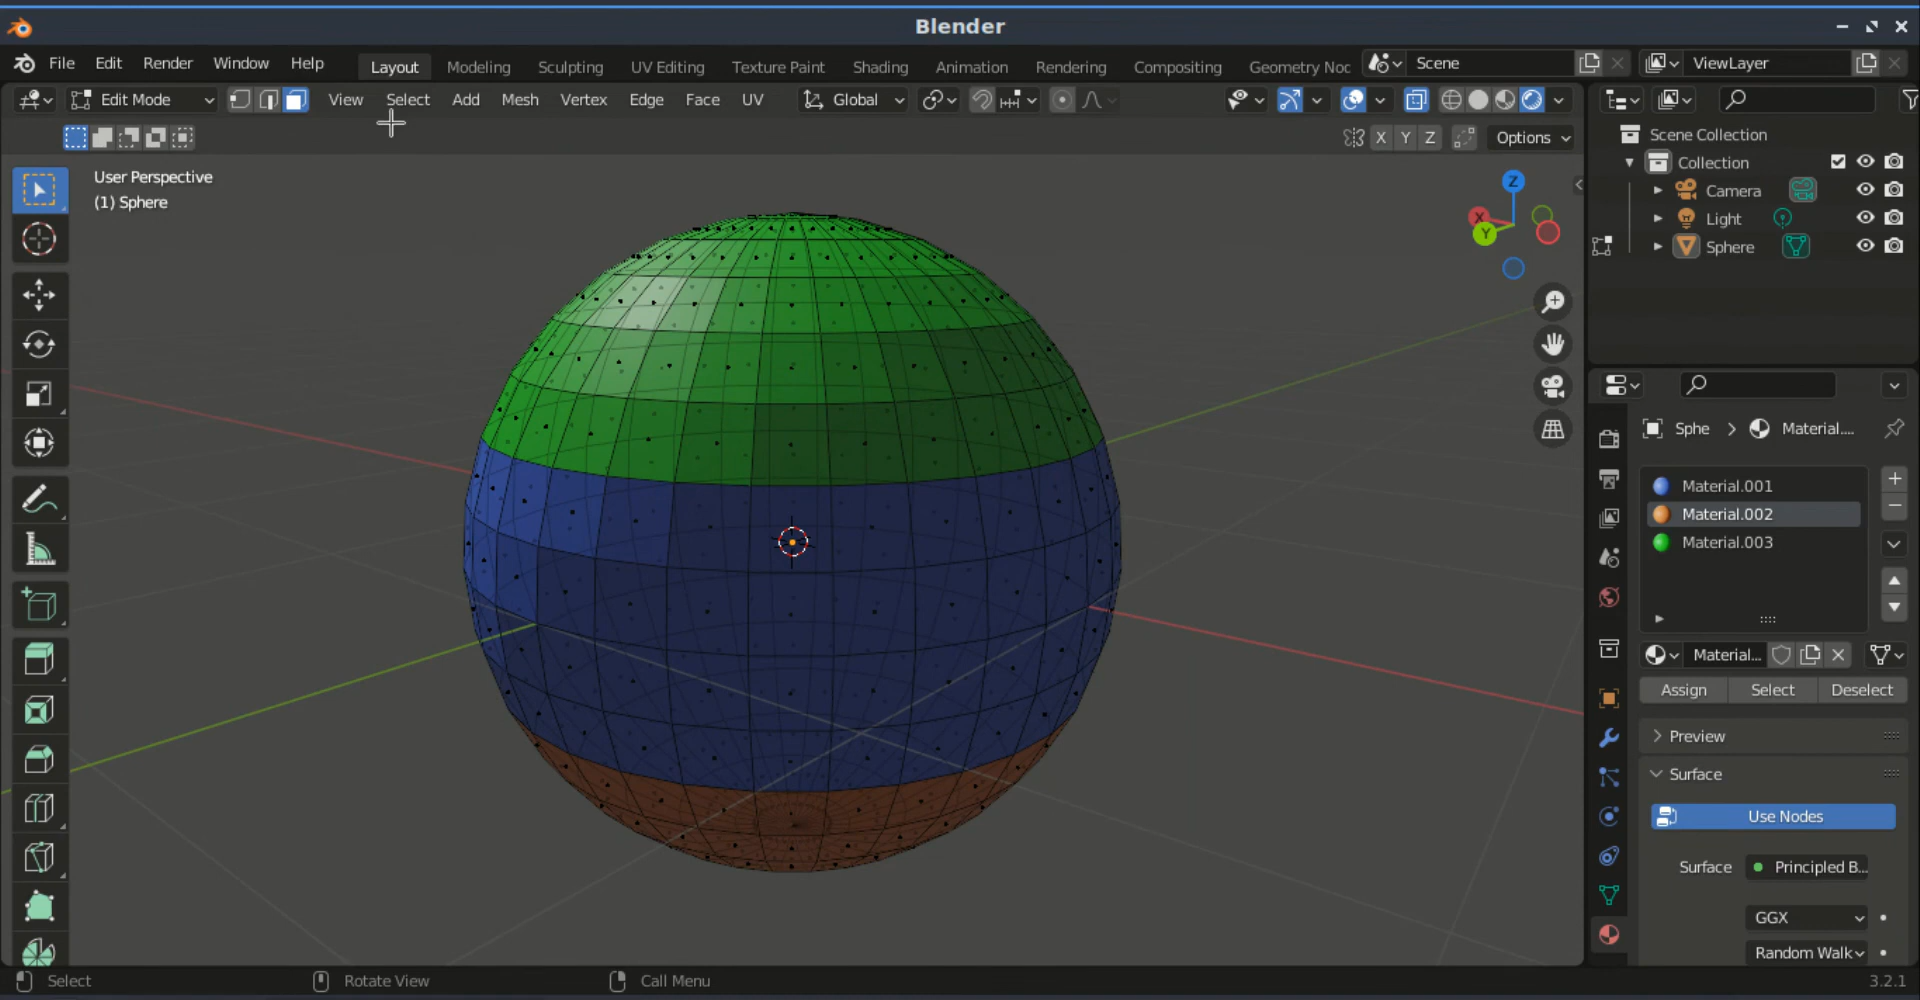 Blender
File Edit Render Window Help Layout Modeling Sculpting UV Editing Texture Paint Shading Animation Rendering Compositing Geometry Noc Scene ViewLayer
Edit Mode View Select Add Mesh Vertex Edge Face UV Global
X Y Z Options
User Perspective
(1) Sphere
Z
X
Y
Scene Collection
Collection
Camera
Light
Sphere
Sphe > Material....
Material.001
Material.002
Material.003
Material...
Assign Select Deselect
Preview
Surface
Use Nodes
Surface Principled B...
GGX
Random Walk
Select Rotate View Call Menu 3.2.1